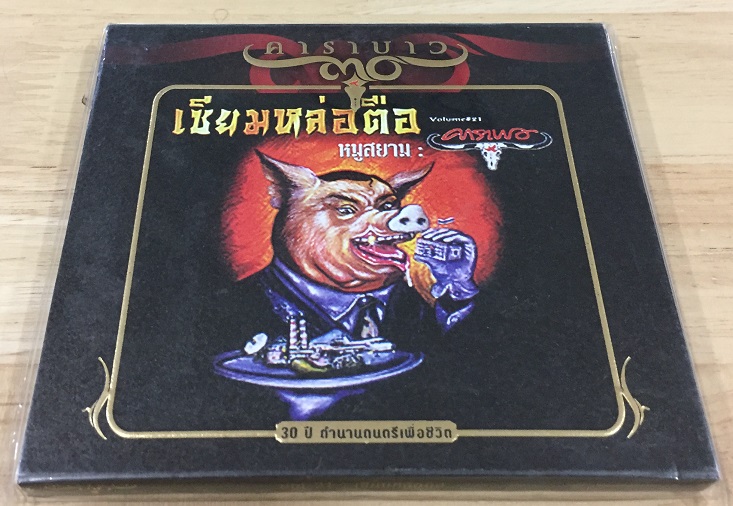 คาราบาว
๓๐
เซียมหล่อตือ
Volume#21
หมูสยาม :
คาราบาว
30 ปี ตำนานดนตรีเพื่อชีวิต